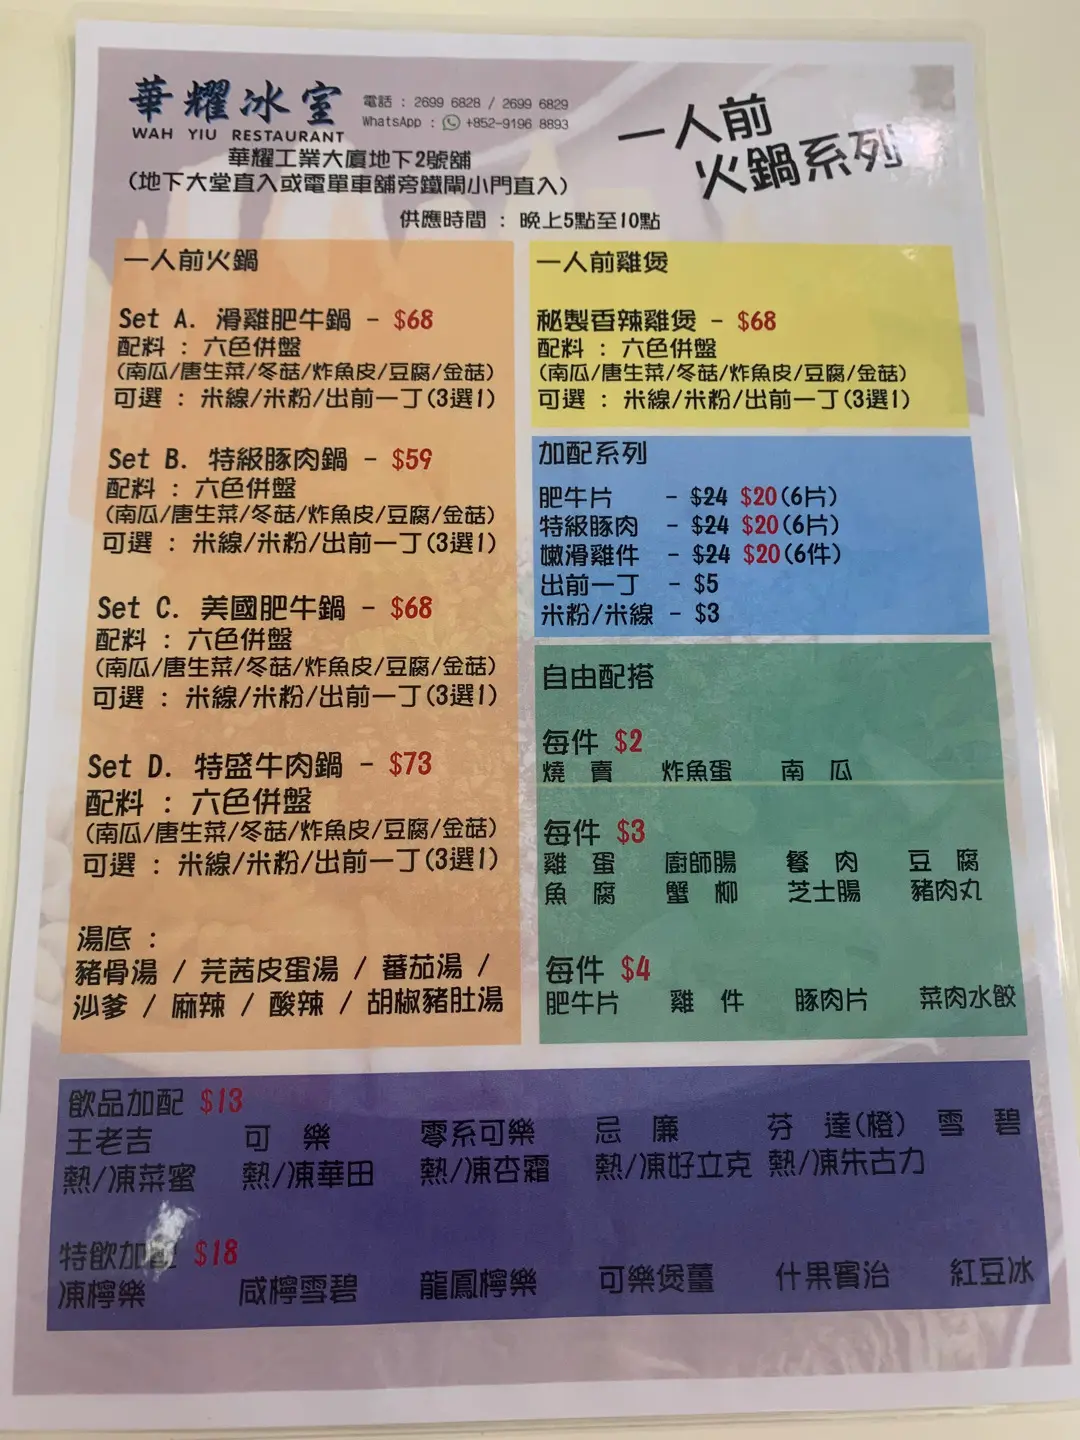 華耀冰室
WAH YIU RESTAURANT
電話 : 2699 6828 / 2699 6829
WhatsApp : +852-9196 8893
華耀工業大廈地下2號舖
(地下大堂直入或電單車舖旁鐵閘小門直入)
一人前
火鍋系列
供應時間 : 晚上5點至10點
一人前火鍋
Set A. 滑雞肥牛鍋 - $68
配料 : 六色併盤
(南瓜/唐生菜/冬菇/炸魚皮/豆腐/金菇)
可選 : 米線/米粉/出前一丁(3選1)
Set B. 特級豚肉鍋 - $59
配料 : 六色併盤
(南瓜/唐生菜/冬菇/炸魚皮/豆腐/金菇)
可選 : 米線/米粉/出前一丁(3選1)
Set C. 美國肥牛鍋 - $68
配料 : 六色併盤
(南瓜/唐生菜/冬菇/炸魚皮/豆腐/金菇)
可選 : 米線/米粉/出前一丁(3選1)
Set D. 特盛牛肉鍋 - $73
配料 : 六色併盤
(南瓜/唐生菜/冬菇/炸魚皮/豆腐/金菇)
可選 : 米線/米粉/出前一丁(3選1)
湯底 :
豬骨湯 / 芫茜皮蛋湯 / 蕃茄湯 /
沙爹 / 麻辣 / 酸辣 / 胡椒豬肚湯
一人前雞煲
秘製香辣雞煲 - $68
配料 : 六色併盤
(南瓜/唐生菜/冬菇/炸魚皮/豆腐/金菇)
可選 : 米線/米粉/出前一丁(3選1)
加配系列
肥牛片 - $24 $20(6片)
特級豚肉 - $24 $20(6片)
嫩滑雞件 - $24 $20(6件)
出前一丁 - $5
米粉/米線 - $3
自由配搭
每件 $2
燒賣 炸魚蛋 南瓜
每件 $3
雞蛋 廚師腸 餐肉 豆腐
魚腐 蟹柳 芝士腸 豬肉丸
每件 $4
肥牛片 雞件 豚肉片 菜肉水餃
飲品加配 $13
王老吉 可樂 零系可樂 忌廉 芬達(橙) 雪碧
熱/凍菜蜜 熱/凍華田 熱/凍杏霜 熱/凍好立克 熱/凍朱古力
特飲加配 $18
凍檸樂 咸檸雪碧 龍鳳檸樂 可樂煲薑 什果賓治 紅豆冰